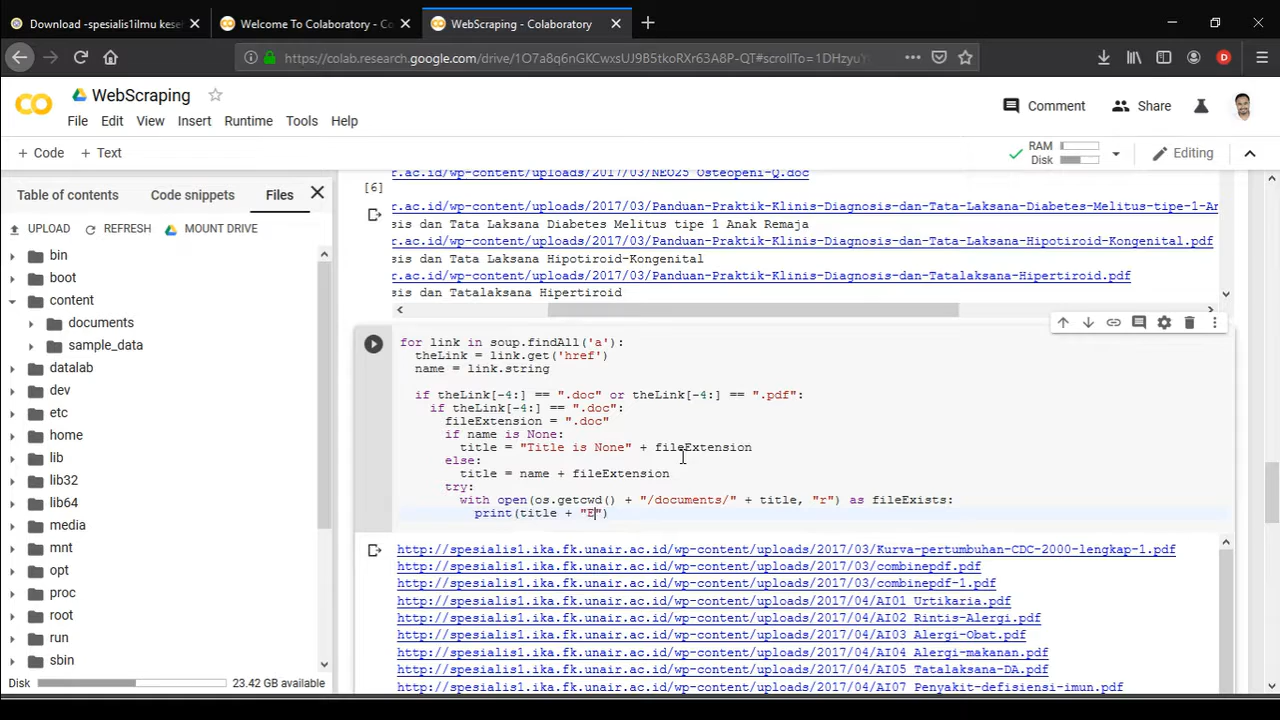 Download -spesialis1ilmu kese
Welcome To Colaboratory - Co
WebScraping - Colaboratory
https://colab.research.google.com/drive/1O7a8q6nGKCwxsUJ9B5tkoRXr63A8P-QT#scrollTo=1DHzyuY
WebScraping
Comment
Share
File Edit View Insert Runtime Tools Help
+ Code + Text
RAM
Disk
Editing
Table of contents Code snippets Files
UPLOAD REFRESH MOUNT DRIVE
bin
boot
content
documents
sample_data
datalab
dev
etc
home
lib
lib32
lib64
media
mnt
opt
proc
root
run
sbin
Disk 23.42 GB available
r.ac.id/wp-content/uploads/2017/03/NEO25 Osteopeni-Q.doc
[6]
r.ac.id/wp-content/uploads/2017/03/Panduan-Praktik-Klinis-Diagnosis-dan-Tata-Laksana-Diabetes-Melitus-tipe-1-An
sis dan Tata Laksana Diabetes Melitus tipe 1 Anak Remaja
r.ac.id/wp-content/uploads/2017/03/Panduan-Praktik-Klinis-Diagnosis-dan-Tata-Laksana-Hipotiroid-Kongenital.pdf
sis dan Tata Laksana Hipotiroid-Kongenital
r.ac.id/wp-content/uploads/2017/03/Panduan-Praktik-Klinis-Diagnosis-dan-Tatalaksana-Hipertiroid.pdf
sis dan Tatalaksana Hipertiroid
for link in soup.findAll('a'):
theLink = link.get('href')
name = link.string
if theLink[-4:] == ".doc" or theLink[-4:] == ".pdf":
if theLink[-4:] == ".doc":
fileExtension = ".doc"
if name is None:
title = "Title is None" + fileExtension
else:
title = name + fileExtension
try:
with open(os.getcwd() + "/documents/" + title, "r") as fileExists:
print(title + "E")
http://spesialis1.ika.fk.unair.ac.id/wp-content/uploads/2017/03/Kurva-pertumbuhan-CDC-2000-lengkap-1.pdf
http://spesialis1.ika.fk.unair.ac.id/wp-content/uploads/2017/03/combinepdf.pdf
http://spesialis1.ika.fk.unair.ac.id/wp-content/uploads/2017/03/combinepdf-1.pdf
http://spesialis1.ika.fk.unair.ac.id/wp-content/uploads/2017/04/AI01 Urtikaria.pdf
http://spesialis1.ika.fk.unair.ac.id/wp-content/uploads/2017/04/AI02 Rintis-Alergi.pdf
http://spesialis1.ika.fk.unair.ac.id/wp-content/uploads/2017/04/AI03 Alergi-Obat.pdf
http://spesialis1.ika.fk.unair.ac.id/wp-content/uploads/2017/04/AI04 Alergi-makanan.pdf
http://spesialis1.ika.fk.unair.ac.id/wp-content/uploads/2017/04/AI05 Tatalaksana-DA.pdf
http://spesialis1.ika.fk.unair.ac.id/wp-content/uploads/2017/04/AI07 Penyakit-defisiensi-imun.pdf